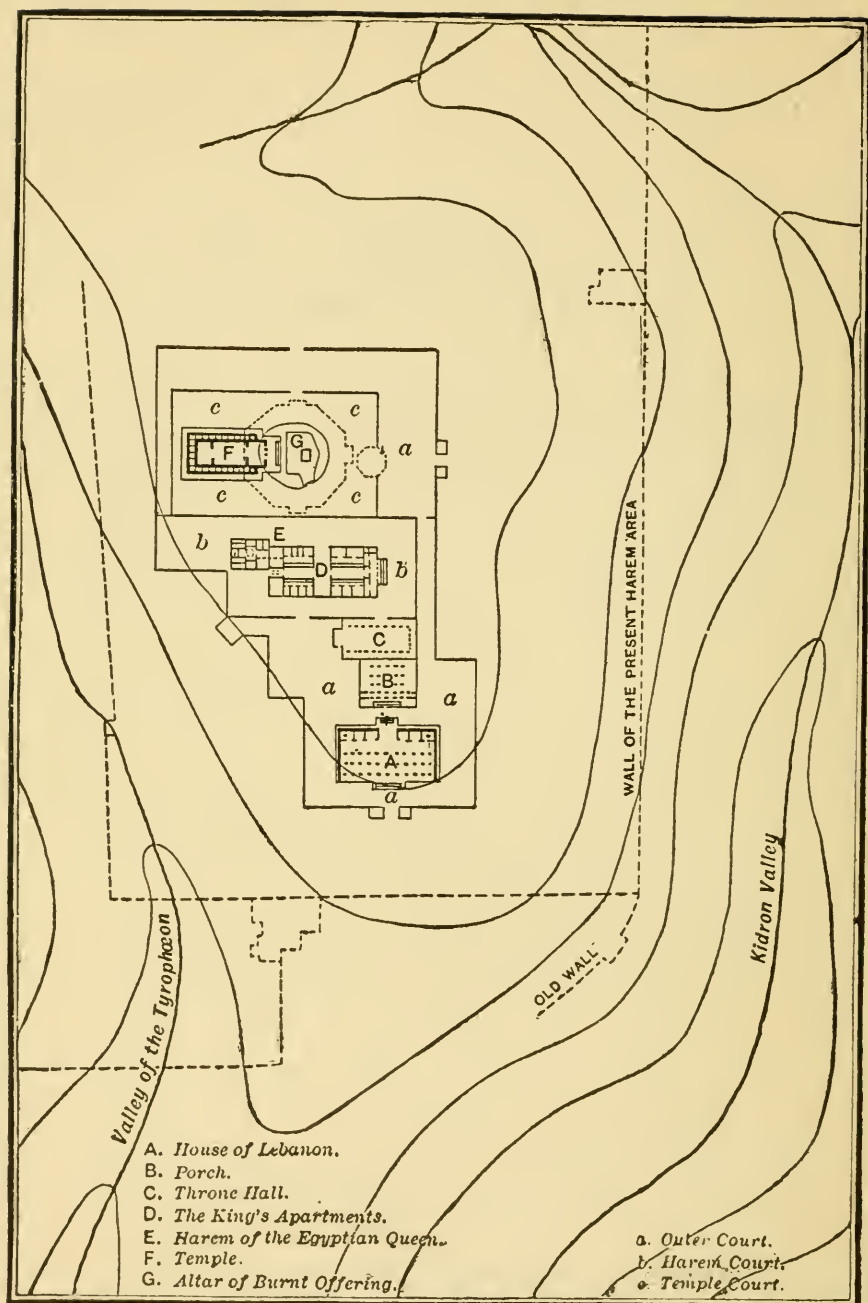 c
c
G
F
a
c
c
E
b
D
b
C
a
B
a
A
a
WALL OF THE PRESENT HAREM AREA
OLD WALL
Kidron Valley
Valley of the Tyrophœon
A. House of Lebanon.
B. Porch.
C. Throne Hall.
D. The King's Apartments.
E. Harem of the Egyptian Queen.
F. Temple.
G. Altar of Burnt Offering.
a. Outer Court.
b. Harem Court.
c. Temple Court.